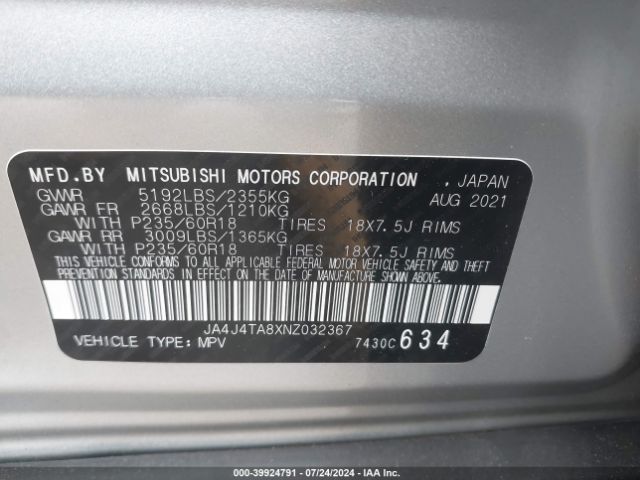 MFD.BY MITSUBISHI MOTORS CORPORATION , JAPAN
GVWR 5192LBS/2355KG AUG 2021
GAWR FR 2668LBS/1210KG
WITH P235/60R18 TIRES 18X7.5J RIMS
GAWR RR 3009LBS/1365KG
WITH P235/60R18 TIRES 18X7.5J RIMS
THIS VEHICLE CONFORMS TO ALL APPLICABLE FEDERAL MOTOR VEHICLE SAFETY AND THEFT
PREVENTION STANDARDS IN EFFECT ON THE DATE OF MANUFACTURE SHOWN ABOVE.
JA4J4TA8XNZ032367
VEHICLE TYPE: MPV 7430C 634
000-39924791 - 07/24/2024 - IAA Inc.